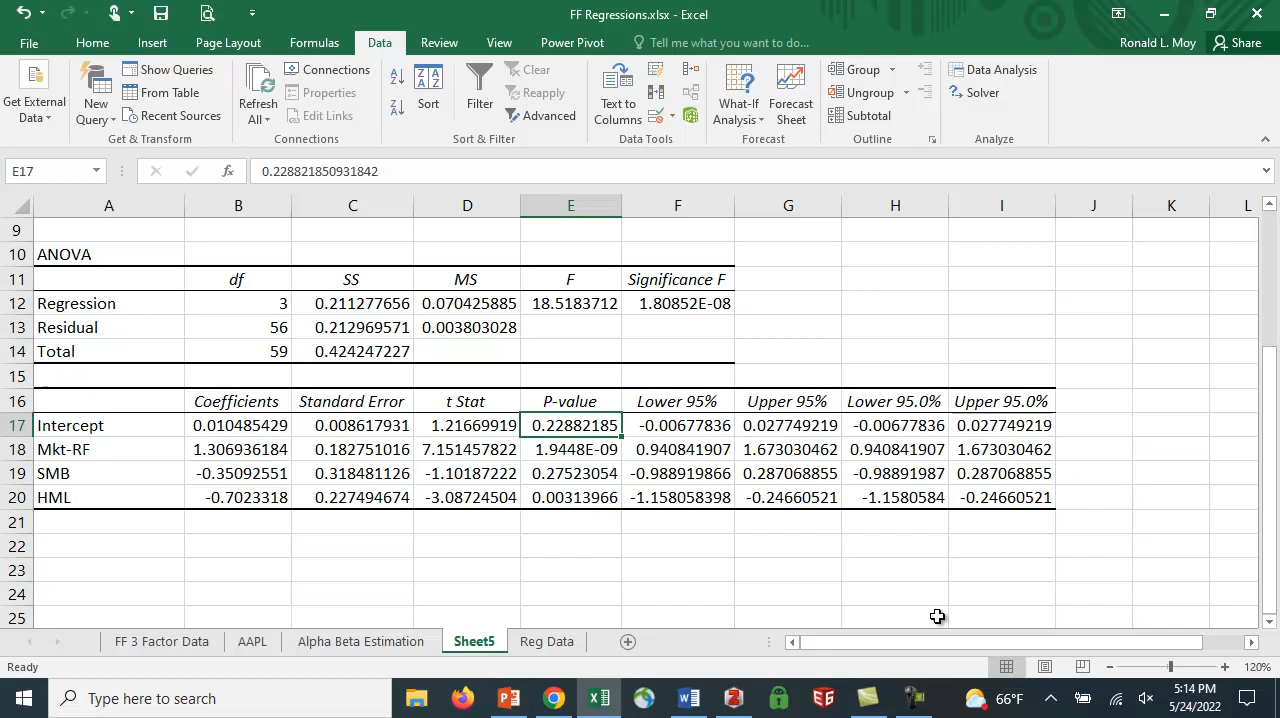 FF Regressions.xlsx - Excel
File Home Insert Page Layout Formulas Data Review View Power Pivot Tell me what you want to do... Ronald L. Moy Share
Get External Data
New Query
Show Queries
From Table
Recent Sources
Get & Transform
Refresh All
Connections
Properties
Edit Links
Connections
Sort
Filter
Clear
Reapply
Advanced
Sort & Filter
Text to Columns
Data Tools
What-If Analysis
Forecast Sheet
Forecast
Group
Ungroup
Subtotal
Outline
Data Analysis
Solver
Analyze
E17 fx 0.228821850931842
A B C D E F G H I J K L
9
10 ANOVA
11 df SS MS F Significance F
12 Regression 3 0.211277656 0.070425885 18.5183712 1.80852E-08
13 Residual 56 0.212969571 0.003803028
14 Total 59 0.424247227
15
16 Coefficients Standard Error t Stat P-value Lower 95% Upper 95% Lower 95.0% Upper 95.0%
17 Intercept 0.010485429 0.008617931 1.21669919 0.22882185 -0.00677836 0.027749219 -0.00677836 0.027749219
18 Mkt-RF 1.306936184 0.182751016 7.151457822 1.9448E-09 0.940841907 1.673030462 0.940841907 1.673030462
19 SMB -0.35092551 0.318481126 -1.10187222 0.27523054 -0.988919866 0.287068855 -0.98891987 0.287068855
20 HML -0.7023318 0.227494674 -3.08724504 0.00313966 -1.158058398 -0.24660521 -1.1580584 -0.24660521
21
22
23
24
25
FF 3 Factor Data AAPL Alpha Beta Estimation Sheet5 Reg Data
Ready 120%
Type here to search 66°F 5:14 PM
5/24/2022